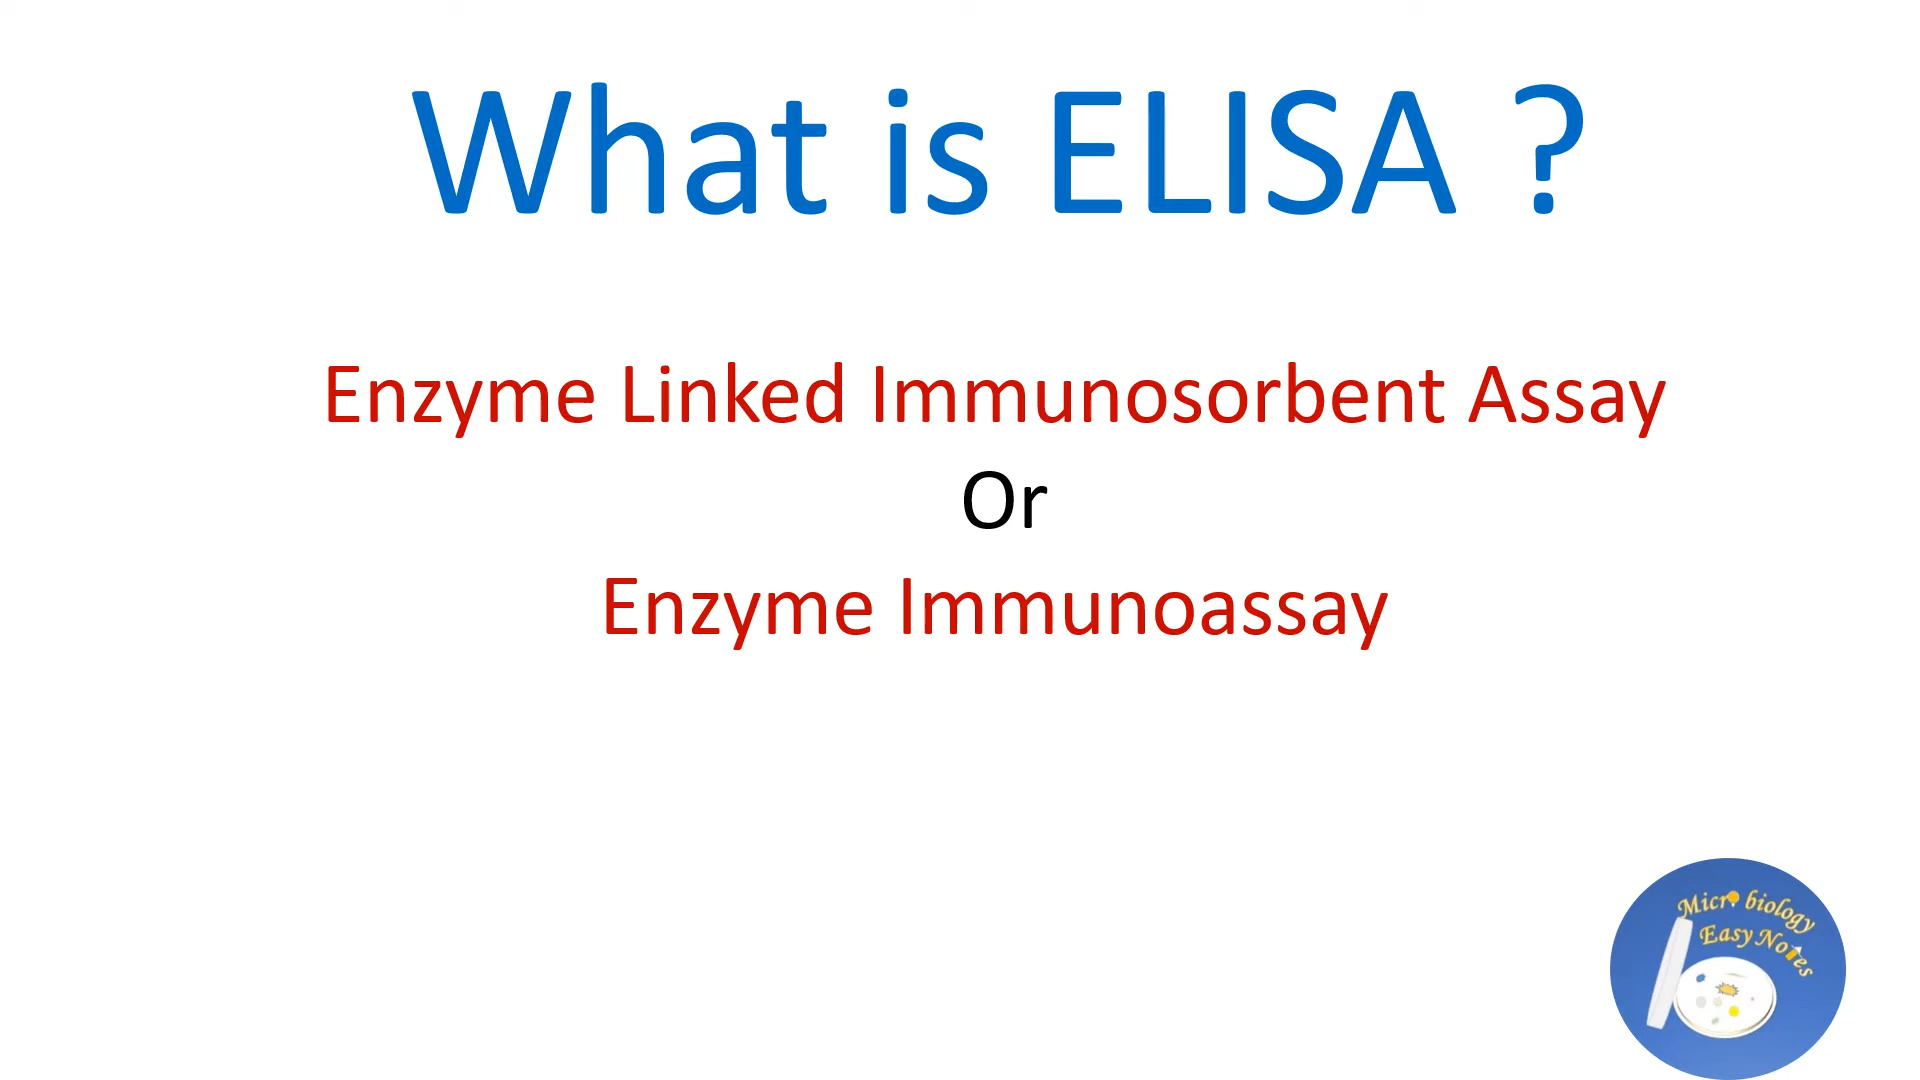 What is ELISA ?
Enzyme Linked Immunosorbent Assay
Or
Enzyme Immunoassay
Micro biology
Easy Notes